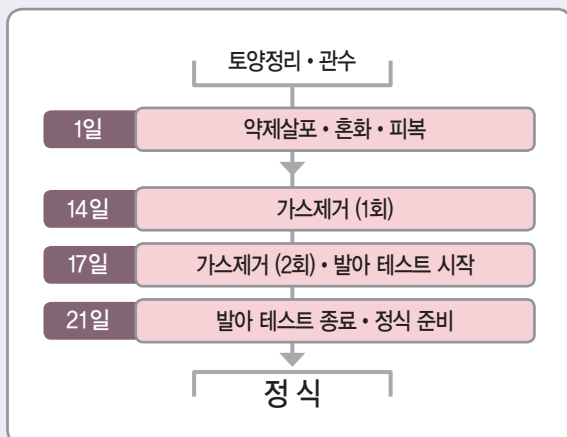 토양정리 • 관수
1일 약제살포 • 혼화 • 피복
14일 가스제거 (1회)
17일 가스제거 (2회) • 발아 테스트 시작
21일 발아 테스트 종료 • 정식 준비
정 식